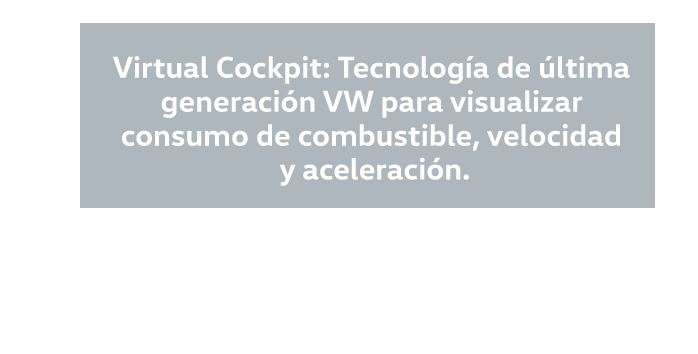 Virtual Cockpit: Tecnología de última
generación VW para visualizar
consumo de combustible, velocidad
y aceleración.